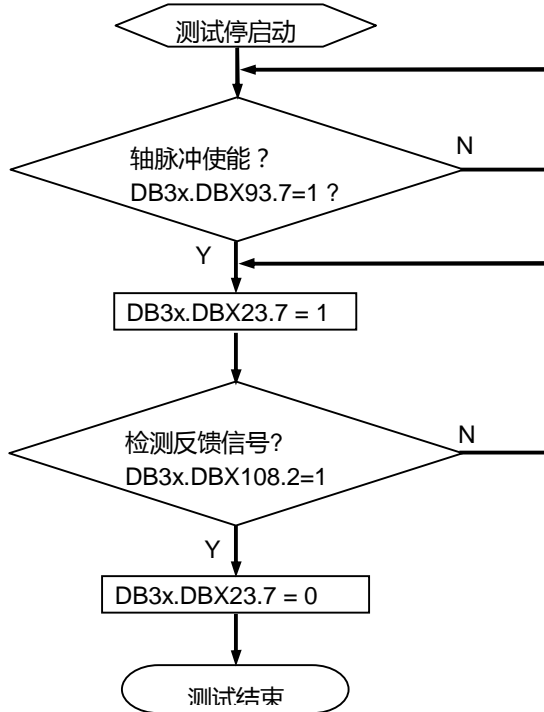 测试停启动
轴脉冲使能？
DB3x.DBX93.7=1 ?
N
Y
DB3x.DBX23.7 = 1
检测反馈信号?
DB3x.DBX108.2=1
N
Y
DB3x.DBX23.7 = 0
测试结束